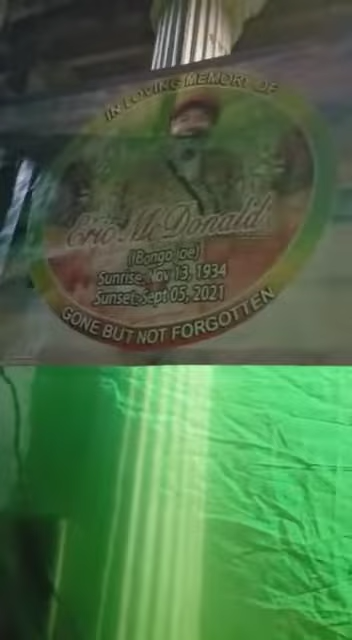 IN LOVING MEMORY OF
Eric McDonald
(Bongo Joe)
Sunrise: Nov 13, 1934
Sunset: Sept 05, 2021
GONE BUT NOT FORGOTTEN